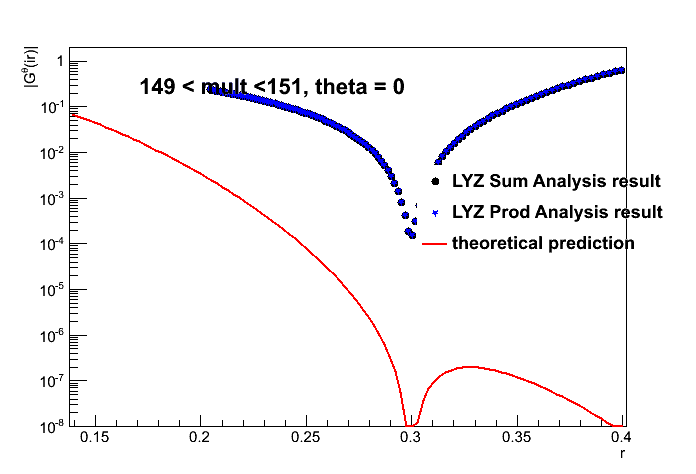 |G^θ(ir)|
149 < mult <151, theta = 0
1
10^-1
10^-2
10^-3
10^-4
10^-5
10^-6
10^-7
10^-8
LYZ Sum Analysis result
LYZ Prod Analysis result
theoretical prediction
0.15 0.2 0.25 0.3 0.35 0.4
r